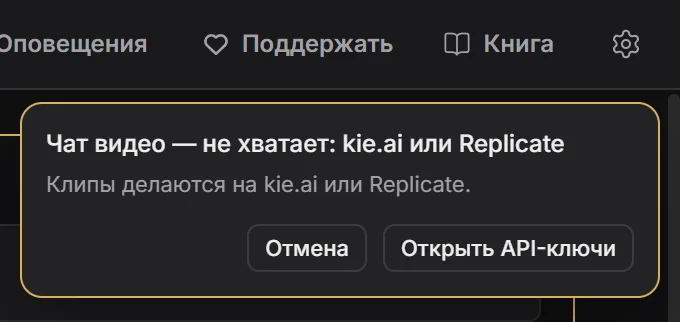 Оповещения Поддержать Книга
Чат видео — не хватает: kie.ai или Replicate
Клипы делаются на kie.ai или Replicate.
Отмена Открыть API-ключи